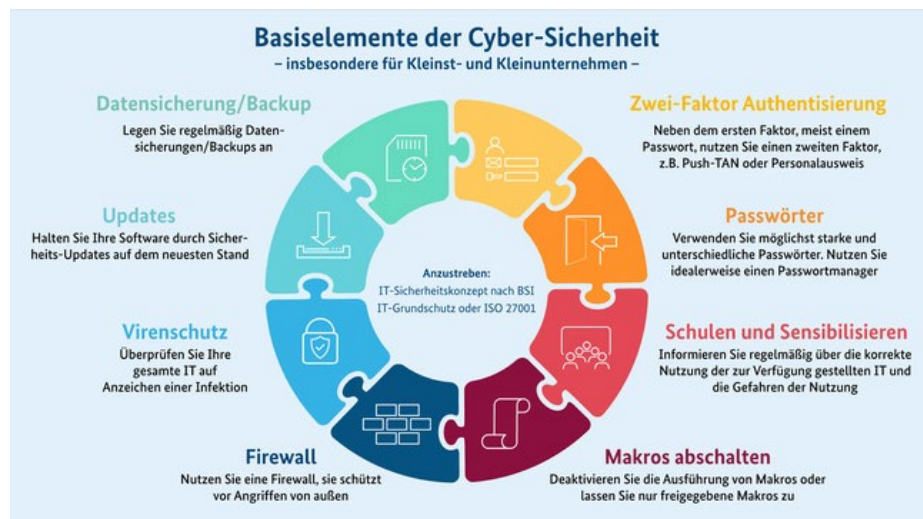 Basiselemente der Cyber-Sicherheit
– insbesondere für Kleinst- und Kleinunternehmen –
Datensicherung/Backup
Legen Sie regelmäßig Daten-
sicherungen/Backups an
Zwei-Faktor Authentisierung
Neben dem ersten Faktor, meist einem
Passwort, nutzen Sie einen zweiten Faktor,
z.B. Push-TAN oder Personalausweis
Updates
Halten Sie Ihre Software durch Sicher-
heits-Updates auf dem neuesten Stand
Passwörter
Verwenden Sie möglichst starke und
unterschiedliche Passwörter. Nutzen Sie
idealerweise einen Passwortmanager
Anzustreben:
IT-Sicherheitskonzept nach BSI
IT-Grundschutz oder ISO 27001
Virenschutz
Überprüfen Sie Ihre
gesamte IT auf
Anzeichen einer Infektion
Schulen und Sensibilisieren
Informieren Sie regelmäßig über die korrekte
Nutzung der zur Verfügung gestellten IT und
die Gefahren der Nutzung
Firewall
Nutzen Sie eine Firewall, sie schützt
vor Angriffen von außen
Makros abschalten
Deaktivieren Sie die Ausführung von Makros oder
lassen Sie nur freigegebene Makros zu